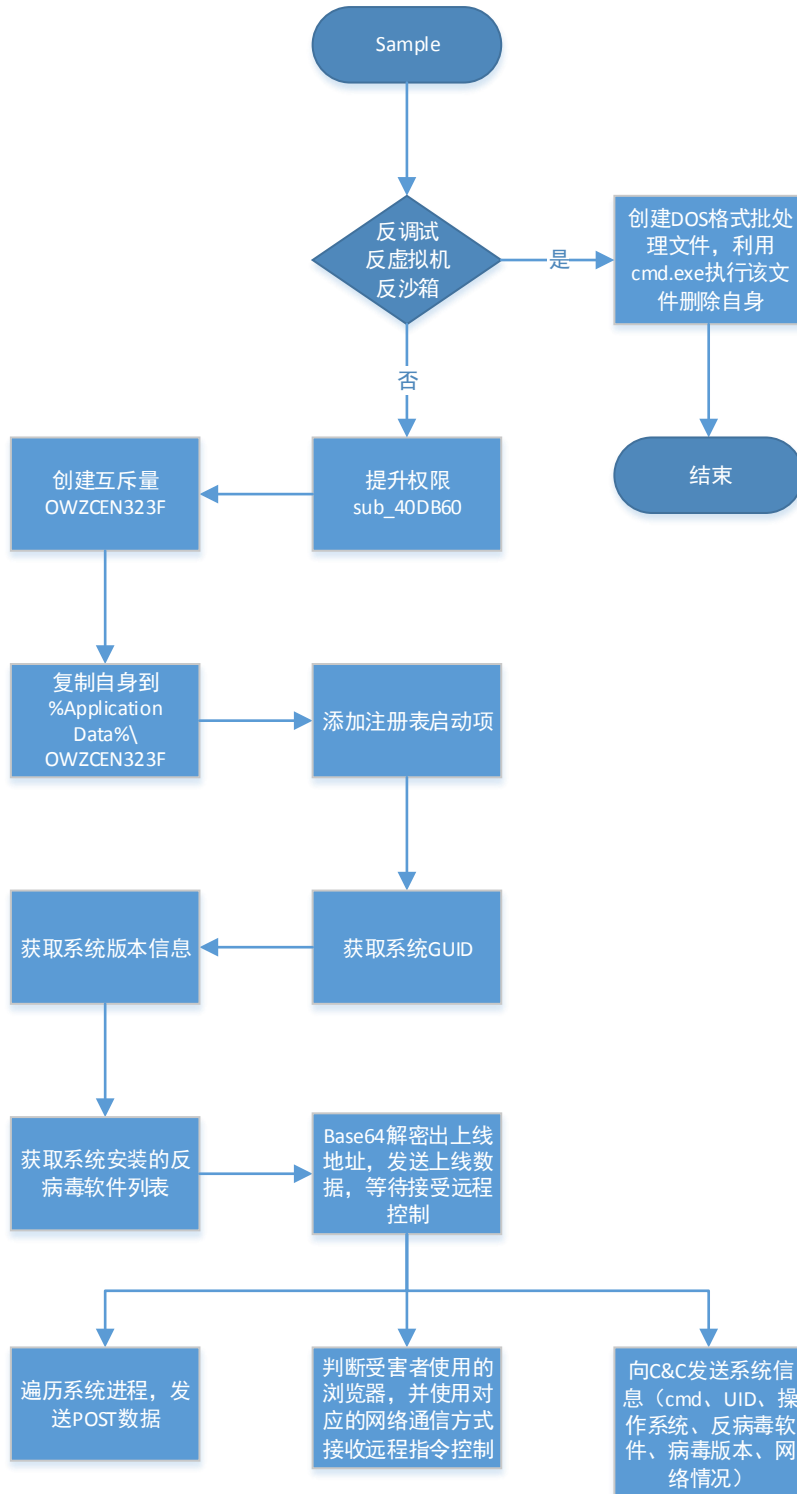 Sample
反调试
反虚拟机
反沙箱
是
创建DOS格式批处
理文件，利用
cmd.exe执行该文
件删除自身
否
结束
提升权限
sub_40DB60
创建互斥量
OWZCEN323F
复制自身到
%Application
Data%\
OWZCEN323F
添加注册表启动项
获取系统GUID
获取系统版本信息
获取系统安装的反
病毒软件列表
Base64解密出上线
地址，发送上线数
据，等待接受远程
控制
遍历系统进程，发
送POST数据
判断受害者使用的
浏览器，并使用对
应的网络通信方式
接收远程指令控制
向C&C发送系统信
息（cmd、UID、操
作系统、反病毒软
件、病毒版本、网
络情况）